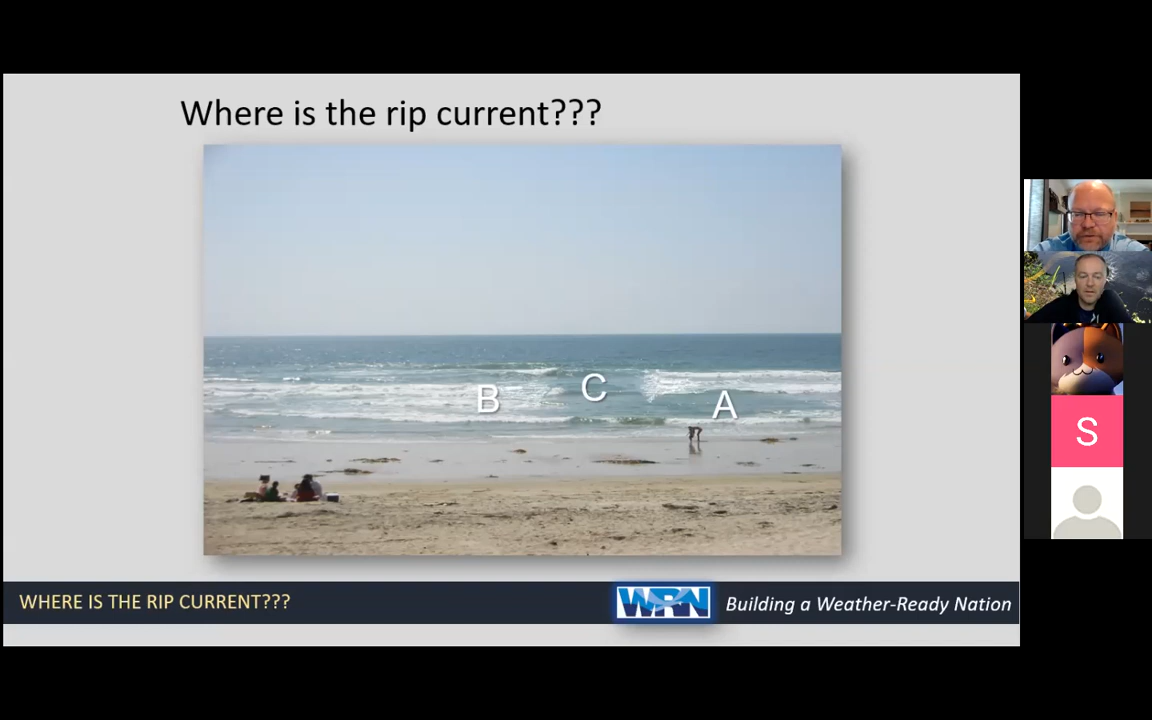 Where is the rip current???
C
B
A
S
WHERE IS THE RIP CURRENT???
WRN
Building a Weather-Ready Nation